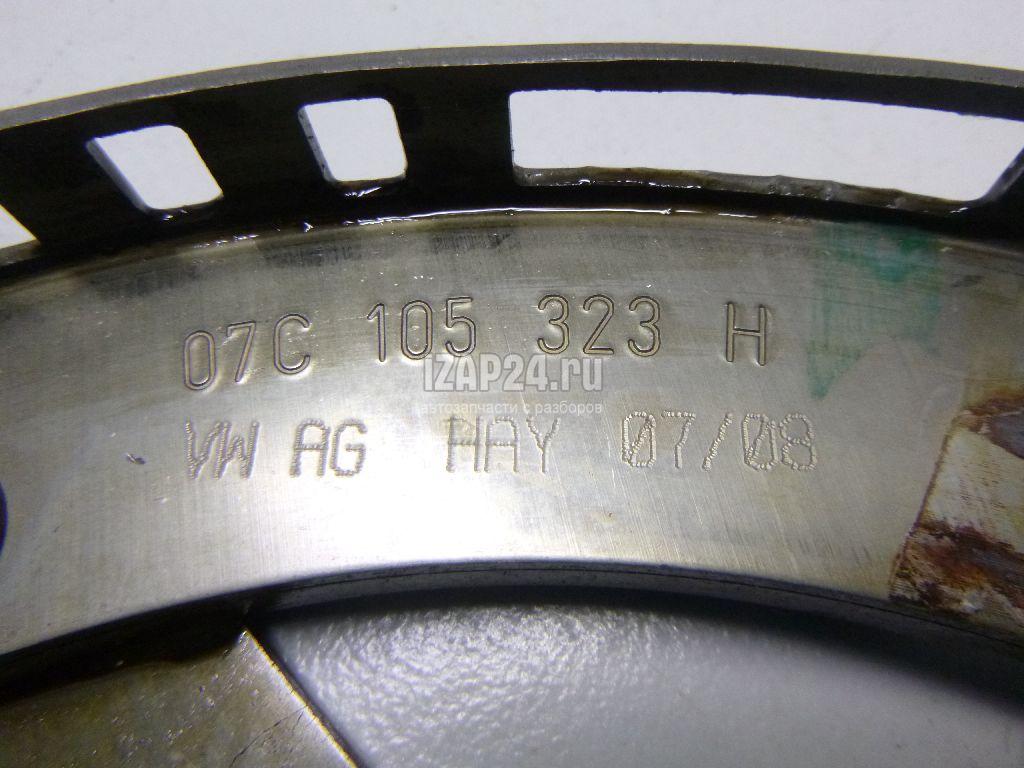 07C 105 323 H
IZAP24.ru
автозапчасти с разборов
VW AG HAY 07/08